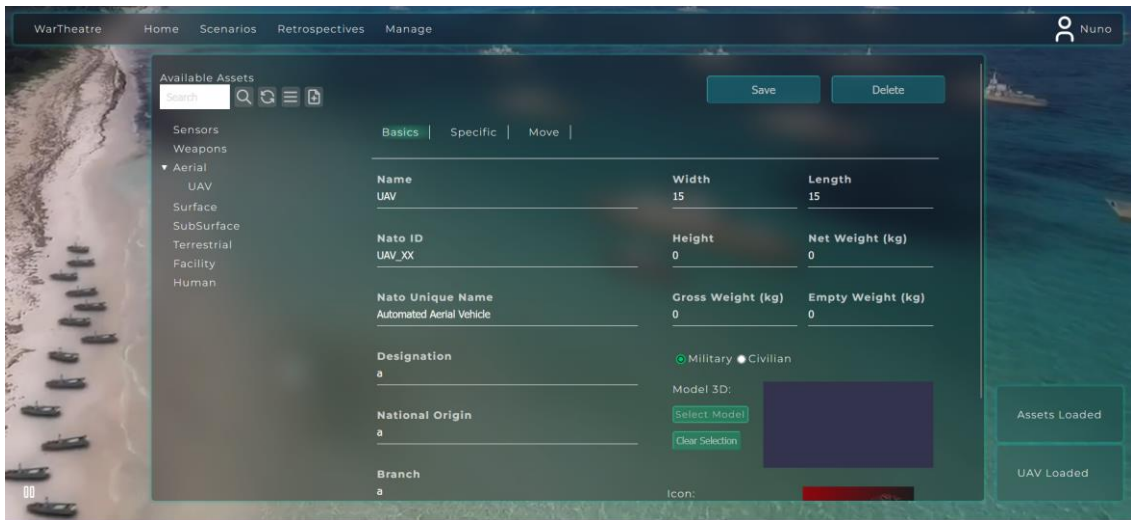 WarTheatre Home Scenarios Retrospectives Manage Nuno
Available Assets
Search
Save Delete
Sensors
Weapons
Aerial
UAV
Surface
SubSurface
Terrestrial
Facility
Human
Basics Specific Move
Name
UAV
Nato ID
UAV_XX
Nato Unique Name
Automated Aerial Vehicle
Designation
a
National Origin
a
Branch
a
Width Length
15 15
Height Net Weight (kg)
0 0
Gross Weight (kg) Empty Weight (kg)
0 0
Military Civilian
Model 3D:
Select Model
Clear Selection
Icon:
Assets Loaded
UAV Loaded